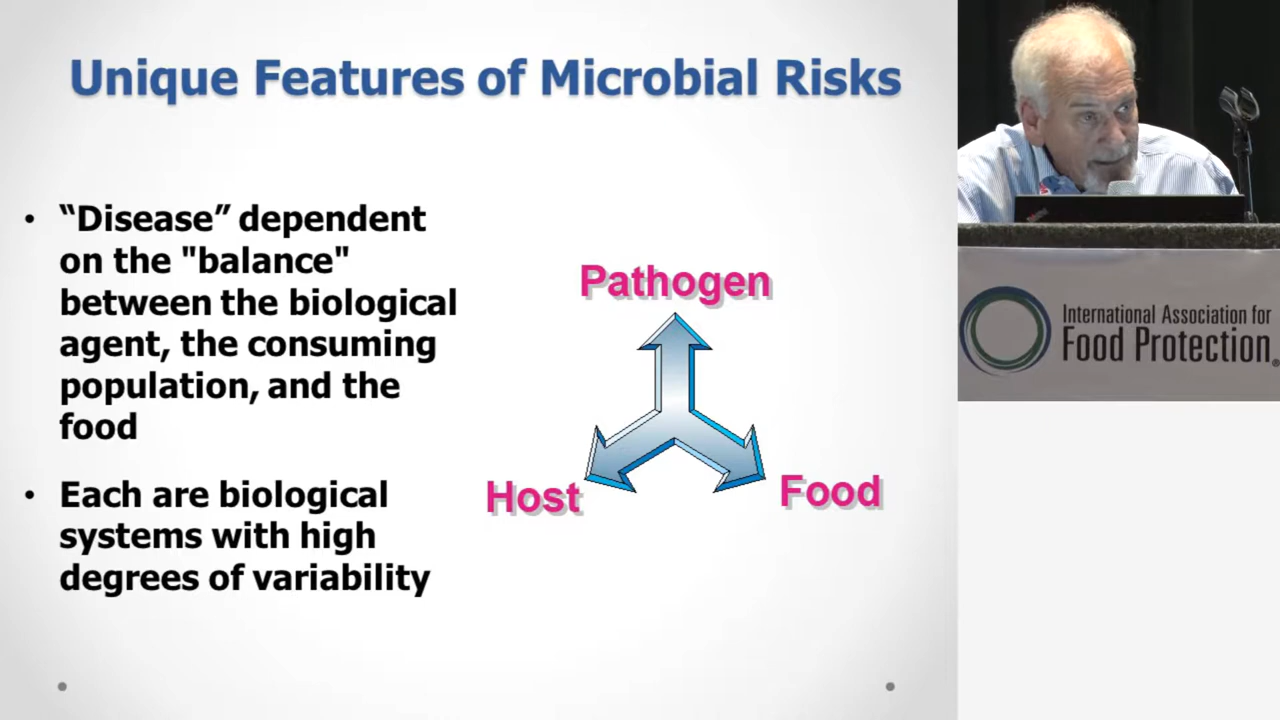 Unique Features of Microbial Risks
• “Disease” dependent
on the "balance"
between the biological
agent, the consuming
population, and the
food
• Each are biological
systems with high
degrees of variability
Pathogen
Host
Food
International Association for
Food Protection®